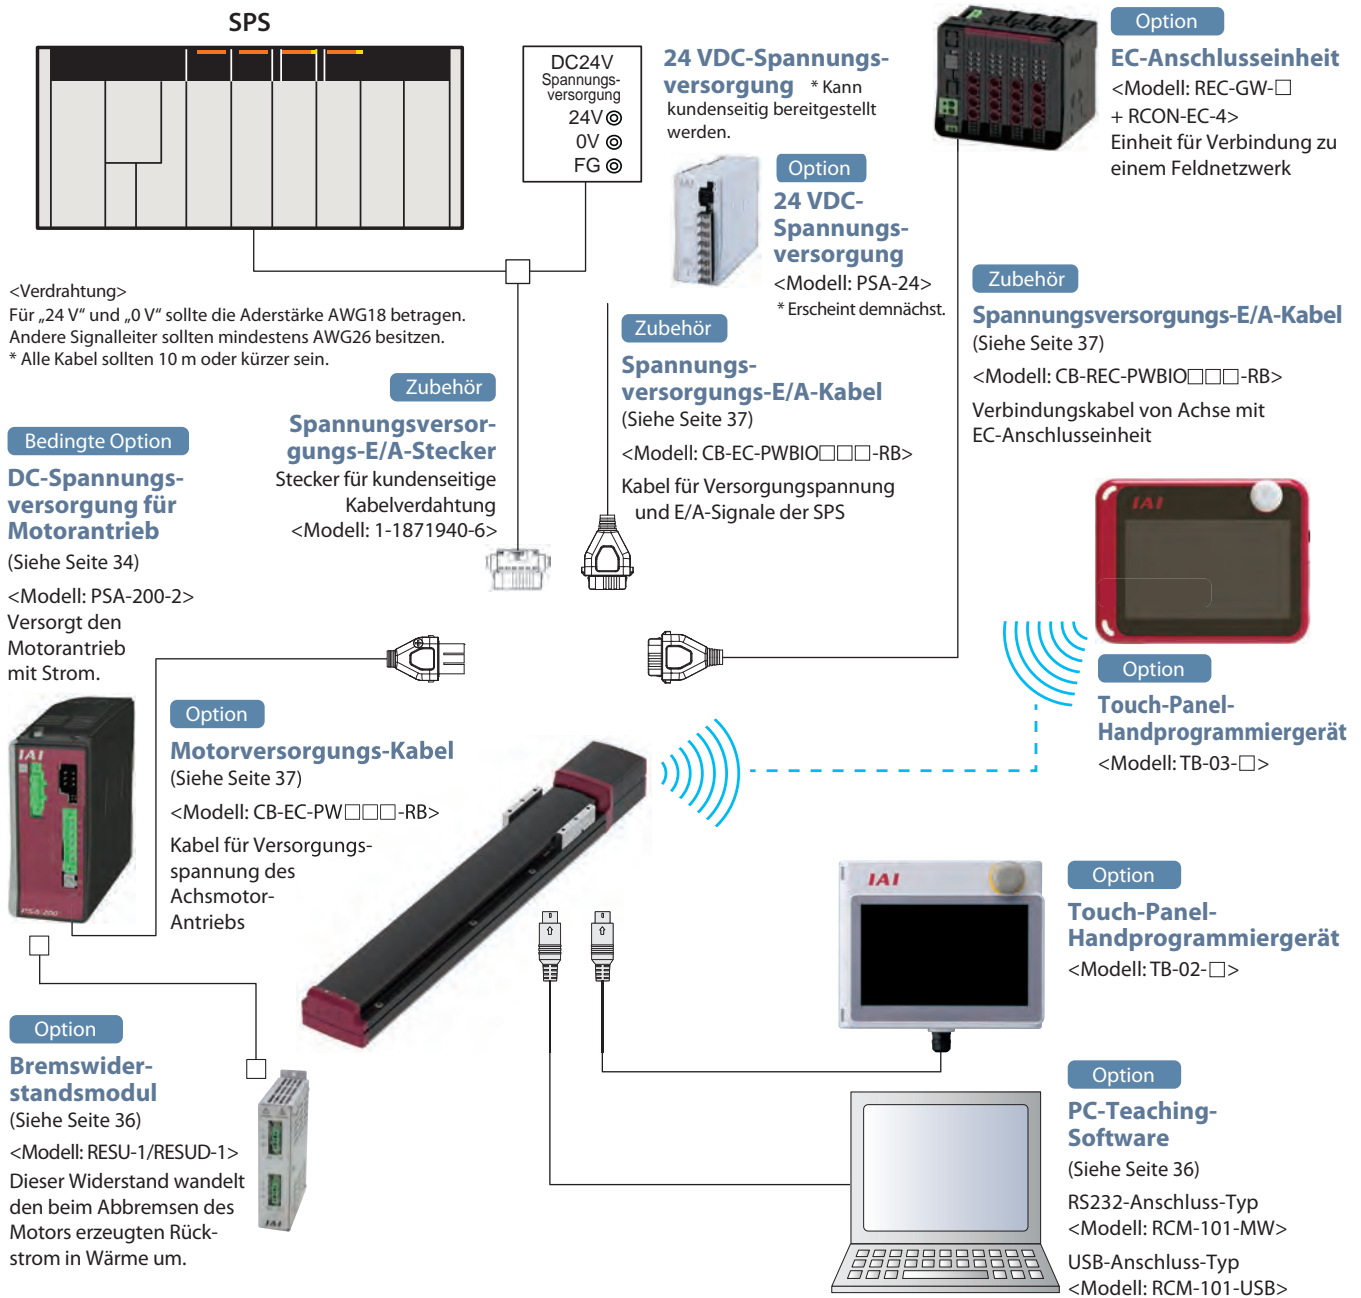 SPS
DC24V
Spannungs-
versorgung
24V
0V
FG
24 VDC-Spannungs-
versorgung * Kann
kundenseitig bereitgestellt
werden.
Option
24 VDC-
Spannungs-
versorgung
<Modell: PSA-24>
* Erscheint demnächst.
Option
EC-Anschlusseinheit
<Modell: REC-GW-□
+ RCON-EC-4>
Einheit für Verbindung zu
einem Feldnetzwerk
<Verdrahtung>
Für „24 V“ und „0 V“ sollte die Aderstärke AWG18 betragen.
Andere Signalleiter sollten mindestens AWG26 besitzen.
* Alle Kabel sollten 10 m oder kürzer sein.
Zubehör
Spannungsversor-
gungs-E/A-Stecker
Stecker für kundenseitige
Kabelverdahtung
<Modell: 1-1871940-6>
Zubehör
Spannungs-
versorgungs-E/A-Kabel
(Siehe Seite 37)
<Modell: CB-EC-PWBIO□□□-RB>
Kabel für Versorgungspannung
und E/A-Signale der SPS
Zubehör
Spannungsversorgungs-E/A-Kabel
(Siehe Seite 37)
<Modell: CB-REC-PWBIO□□□-RB>
Verbindungskabel von Achse mit
EC-Anschlusseinheit
Bedingte Option
DC-Spannungs-
versorgung für
Motorantrieb
(Siehe Seite 34)
<Modell: PSA-200-2>
Versorgt den
Motorantrieb
mit Strom.
IAI
PSA-200
Option
Motorversorgungs-Kabel
(Siehe Seite 37)
<Modell: CB-EC-PW□□□-RB>
Kabel für Versorgungs-
spannung des
Achsmotor-
Antriebs
IAI
Option
Touch-Panel-
Handprogrammiergerät
<Modell: TB-03-□>
IAI
Option
Touch-Panel-
Handprogrammiergerät
<Modell: TB-02-□>
Option
Bremswider-
standsmodul
(Siehe Seite 36)
<Modell: RESU-1/RESUD-1>
Dieser Widerstand wandelt
den beim Abbremsen des
Motors erzeugten Rück-
strom in Wärme um.
IAI
Option
PC-Teaching-
Software
(Siehe Seite 36)
RS232-Anschluss-Typ
<Modell: RCM-101-MW>
USB-Anschluss-Typ
<Modell: RCM-101-USB>